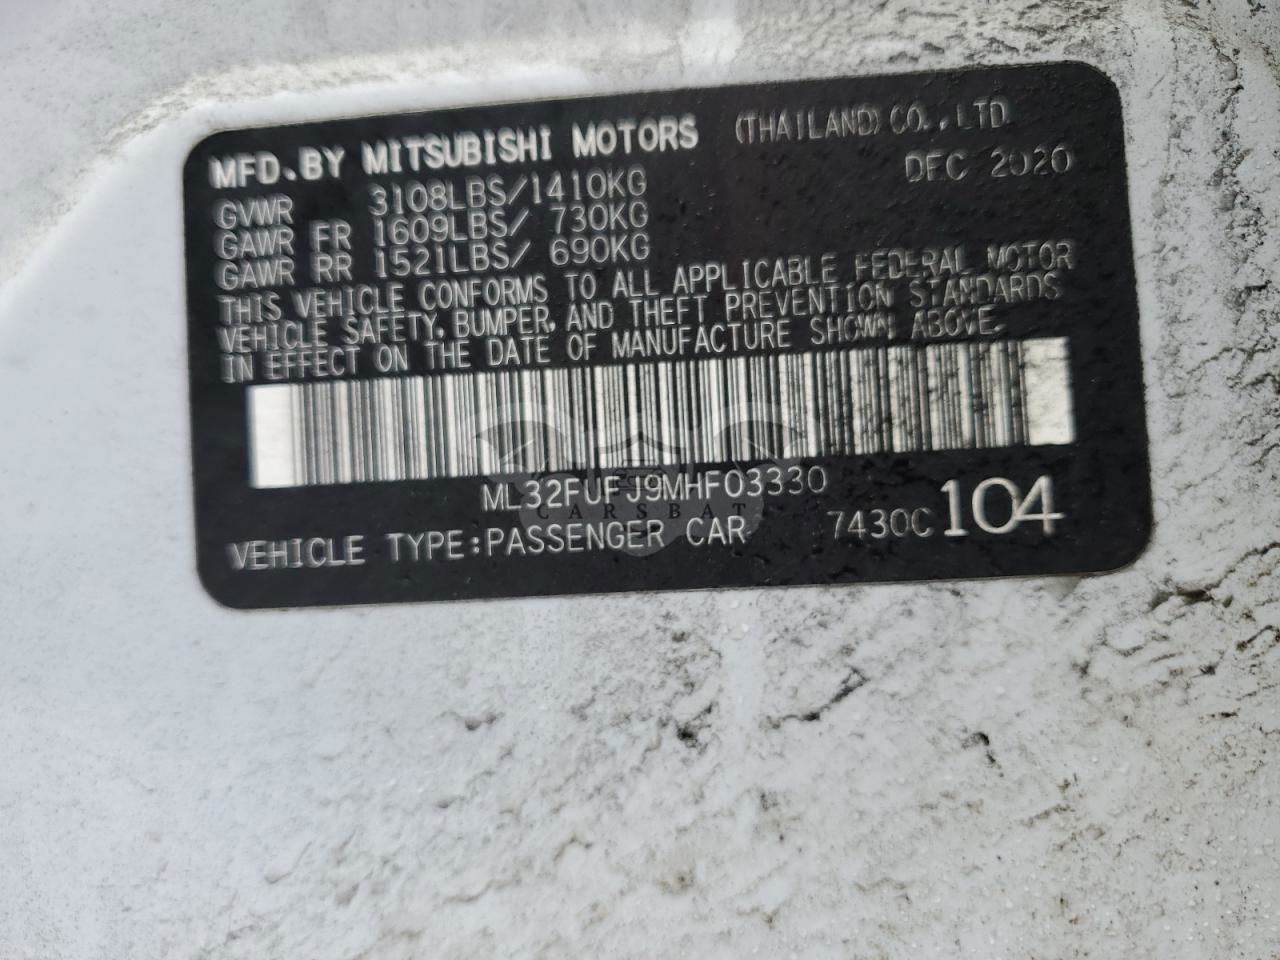 MFD.BY MITSUBISHI MOTORS (THAILAND) CO.,LTD.
GVWR 3108LBS/1410KG DEC 2020
GAWR FR 1609LBS/ 730KG
GAWR RR 1521LBS/ 690KG
THIS VEHICLE CONFORMS TO ALL APPLICABLE FEDERAL MOTOR
VEHICLE SAFETY, BUMPER, AND THEFT PREVENTION STANDARDS
IN EFFECT ON THE DATE OF MANUFACTURE SHOWN ABOVE.
ML32FUFJ9MHF03330
CARSBAT
VEHICLE TYPE:PASSENGER CAR 7430C 104